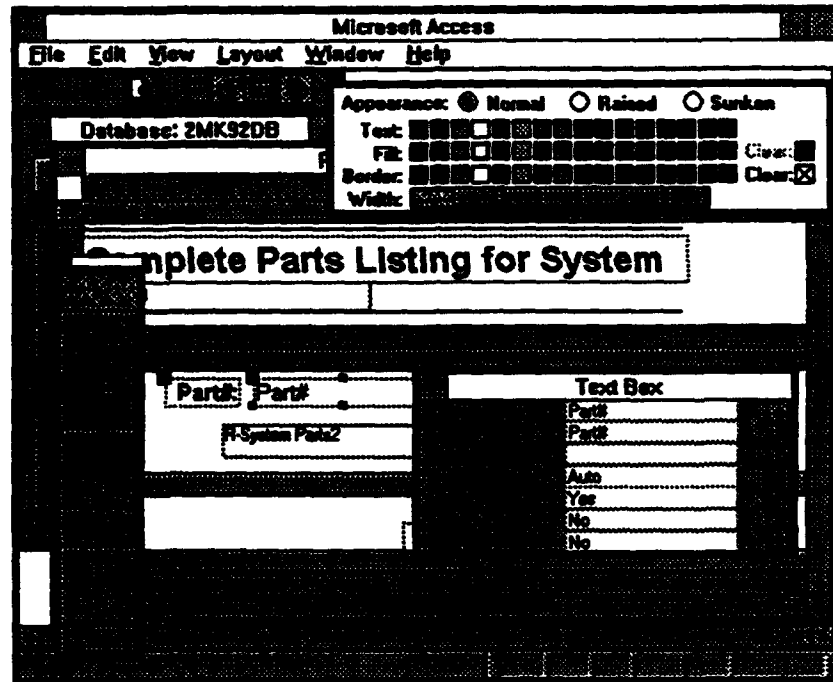 Microsoft Access
File Edit View Layout Window Help
Appearance: Normal Raised Sunken
Text:
Fill: Clear:
Border: Clear:
Width:
Database: 2MK92DB
mplete Parts Listing for System
Part#: Part#
Text Box
Part#
R-System Parts2
Part#
Auto
Yes
No
No